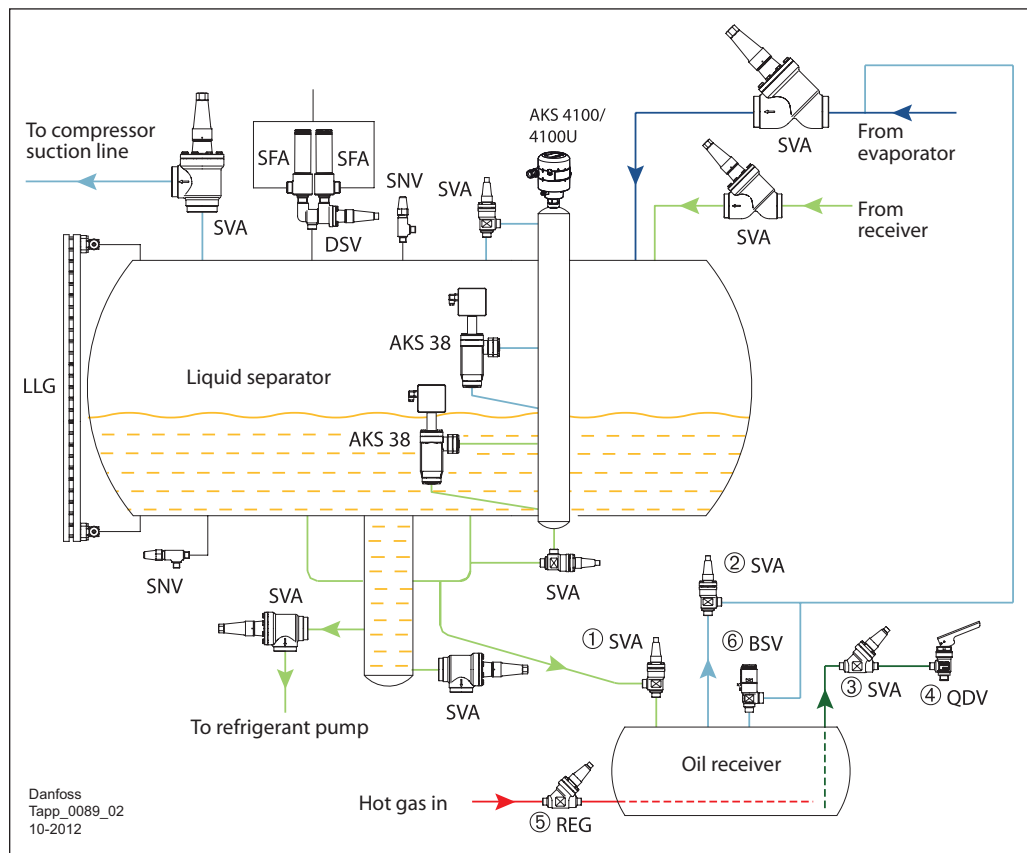 To compressor
suction line
SVA
SFA
SFA
DSV
SNV
SVA
AKS 4100/
4100U
SVA
From
evaporator
SVA
From
receiver
LLG
AKS 38
Liquid separator
AKS 38
SNV
SVA
SVA
② SVA
① SVA
⑥ BSV
③ SVA
④ QDV
SVA
To refrigerant pump
Oil receiver
Hot gas in
⑤ REG
Danfoss
Tapp_0089_02
10-2012